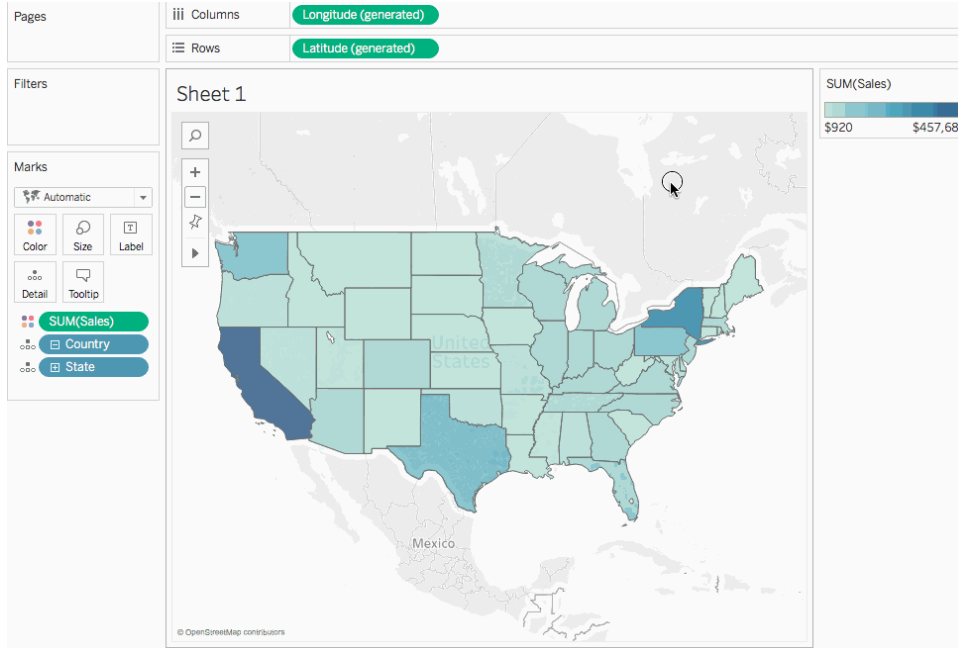 Pages
Columns
Longitude (generated)
Rows
Latitude (generated)
Filters
Sheet 1
SUM(Sales)
$920
$457,68
Marks
Automatic
Color
Size
Label
Detail
Tooltip
SUM(Sales)
Country
State
United
States
Mexico
© OpenStreetMap contributors